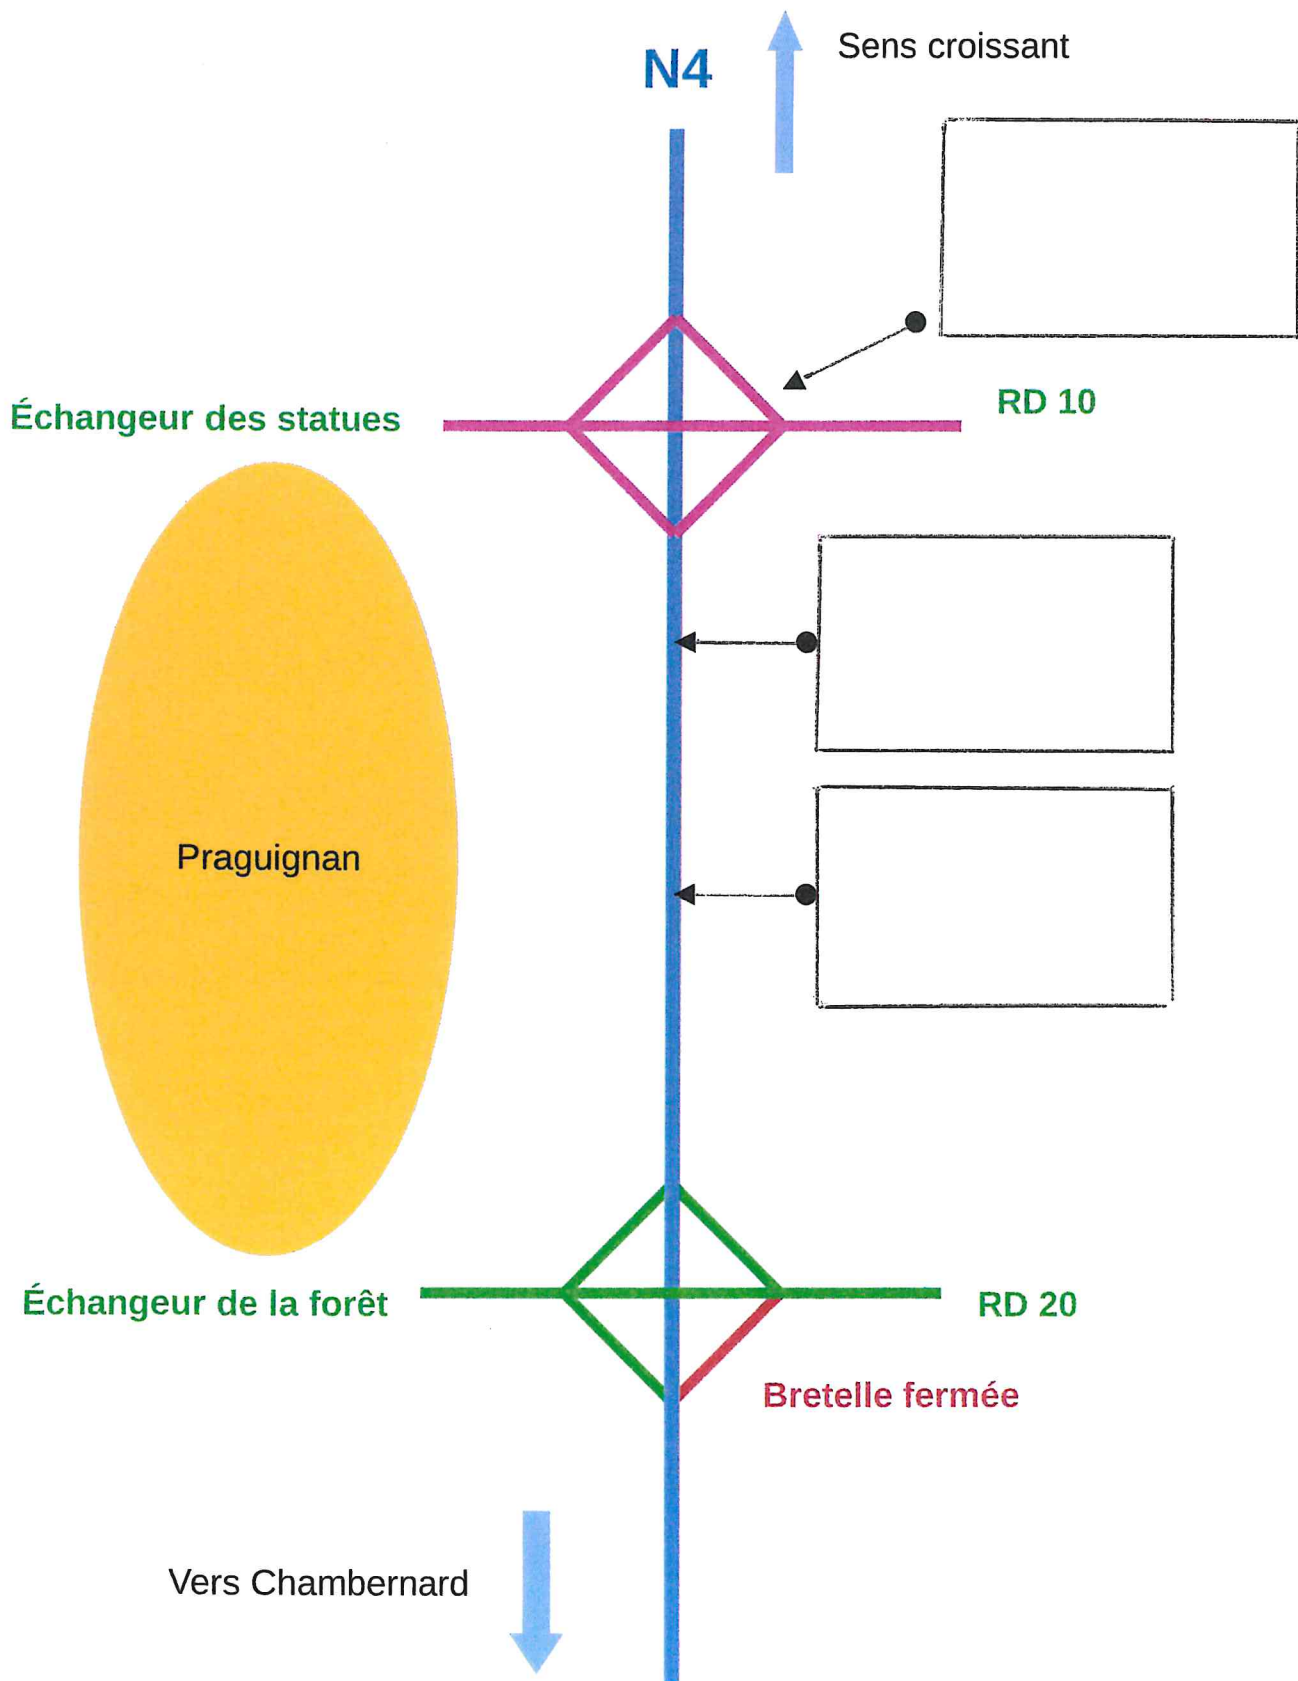 N4
Sens croissant
Échangeur des statues
RD 10
Praguignan
Échangeur de la forêt
RD 20
Bretelle fermée
Vers Chambernard